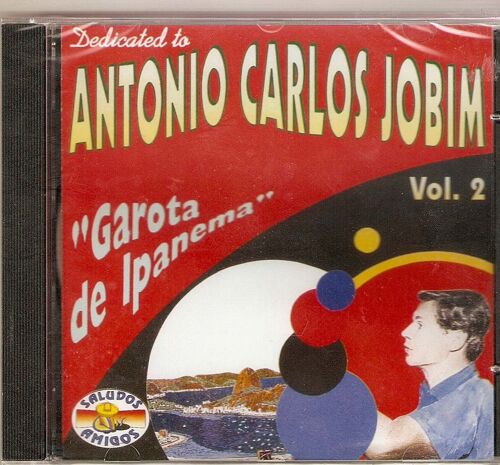 Dedicated to
ANTONIO CARLOS JOBIM
Vol. 2
"Garota
de Ipanema"
SALUDOS
AMIGOS